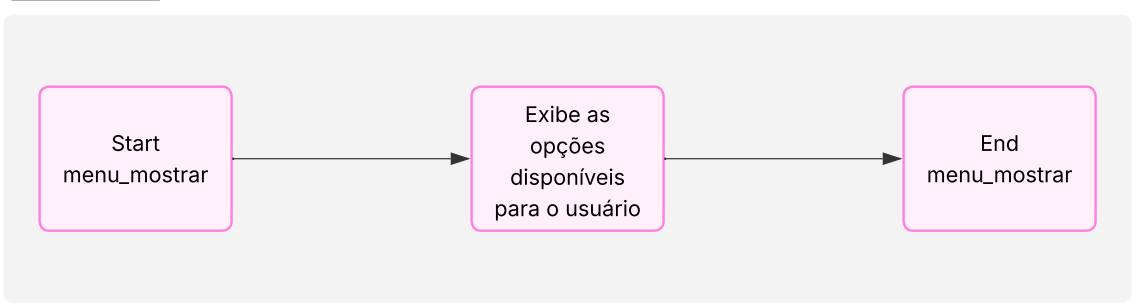 Start
menu_mostrar
Exibe as
opções
disponíveis
para o usuário
End
menu_mostrar